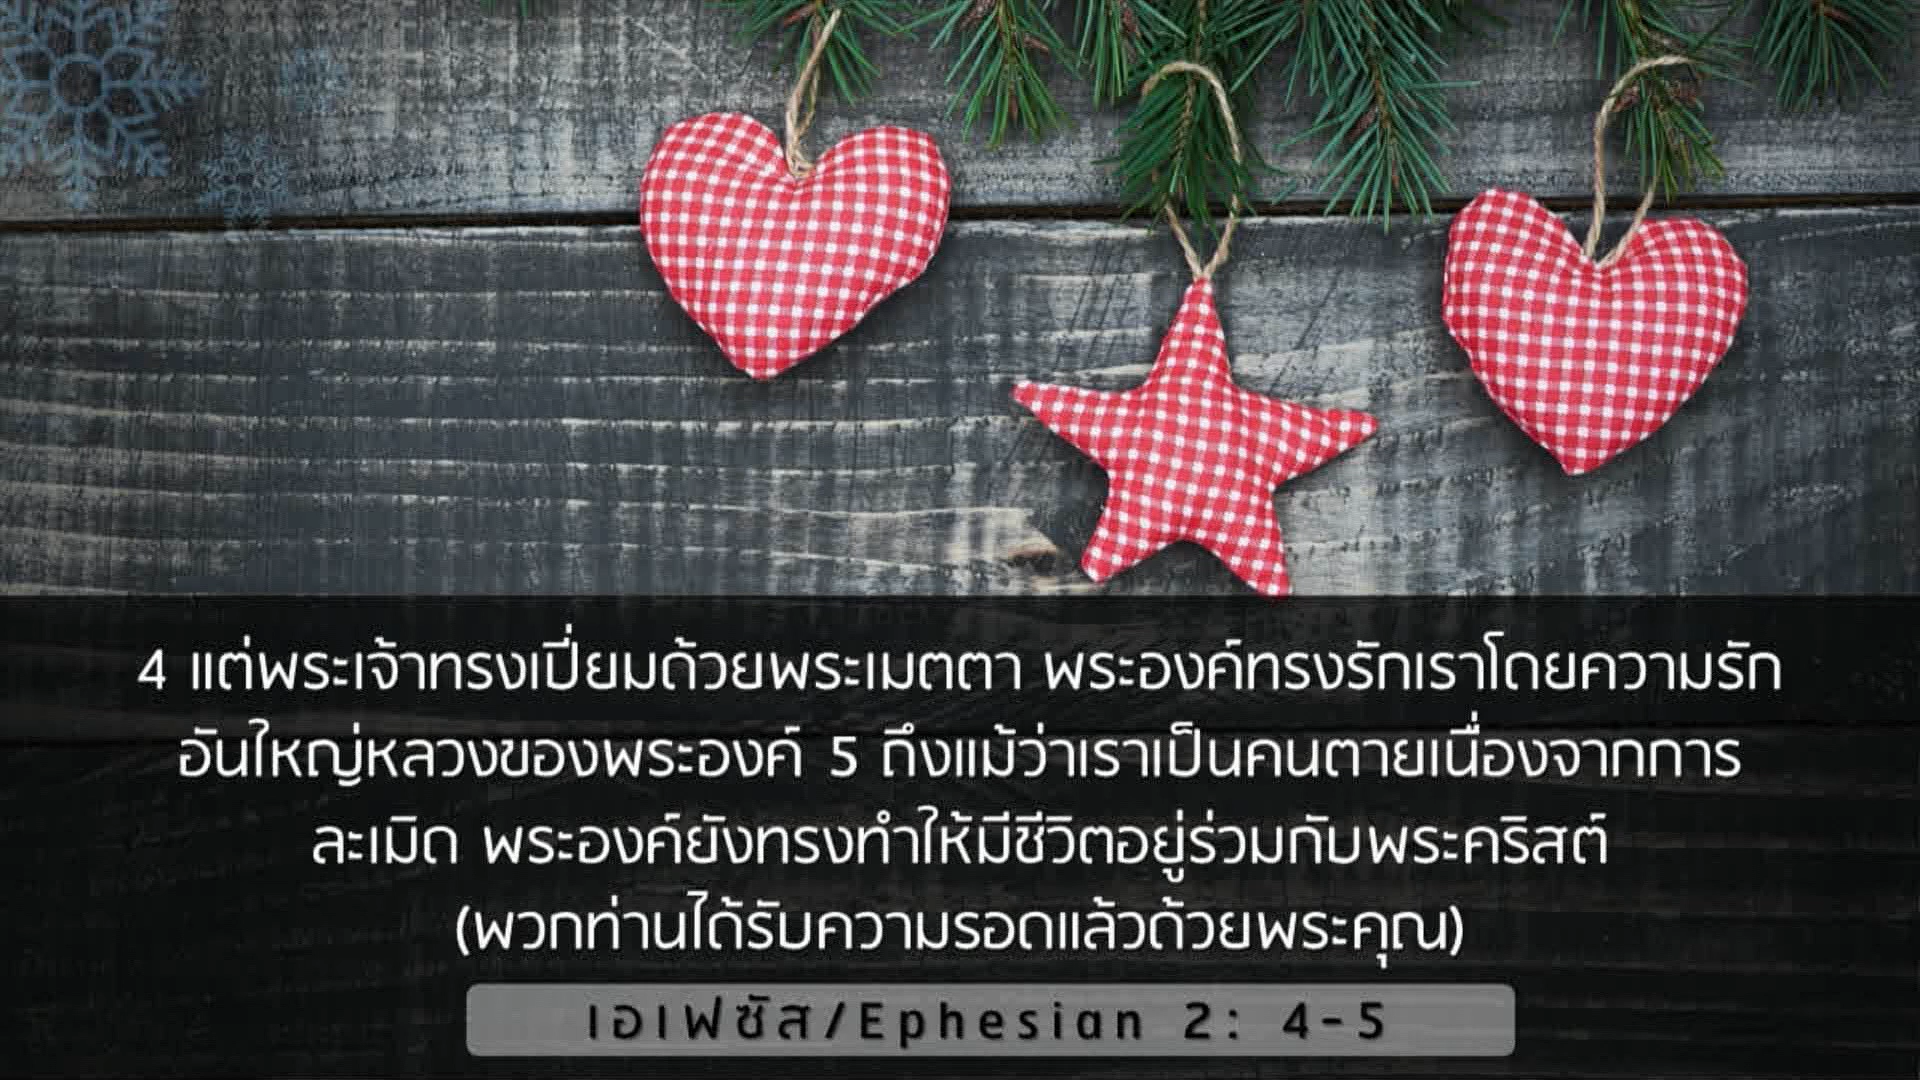 4 แต่พระเจ้าทรงเปี่ยมด้วยพระเมตตา พระองค์ทรงรักเราโดยความรัก
อันใหญ่หลวงของพระองค์ 5 ถึงแม้ว่าเราเป็นคนตายเนื่องจากการ
ละเมิด พระองค์ยังทรงทำให้มีชีวิตอยู่ร่วมกับพระคริสต์
(พวกท่านได้รับความรอดแล้วด้วยพระคุณ)
เอเฟซัส/Ephesian 2: 4-5